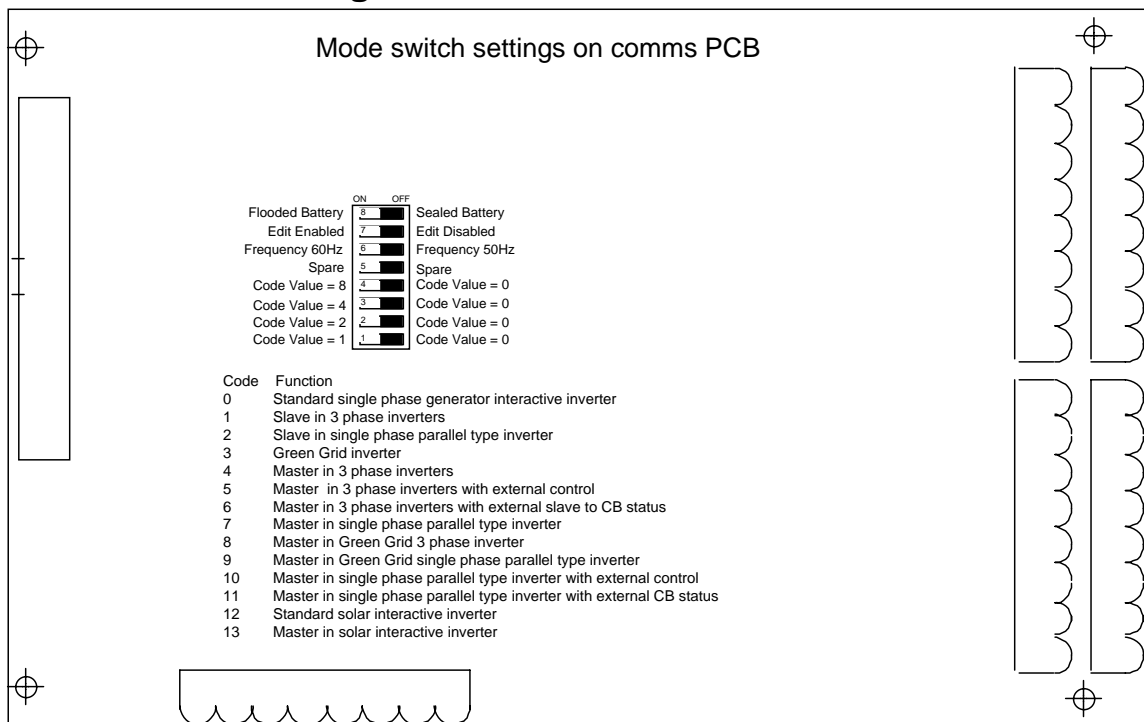 Mode switch settings on comms PCB
ON OFF
Flooded Battery 8 Sealed Battery
Edit Enabled 7 Edit Disabled
Frequency 60Hz 6 Frequency 50Hz
Spare 5 Spare
Code Value = 8 4 Code Value = 0
Code Value = 4 3 Code Value = 0
Code Value = 2 2 Code Value = 0
Code Value = 1 1 Code Value = 0
Code Function
0 Standard single phase generator interactive inverter
1 Slave in 3 phase inverters
2 Slave in single phase parallel type inverter
3 Green Grid inverter
4 Master in 3 phase inverters
5 Master in 3 phase inverters with external control
6 Master in 3 phase inverters with external slave to CB status
7 Master in single phase parallel type inverter
8 Master in Green Grid 3 phase inverter
9 Master in Green Grid single phase parallel type inverter
10 Master in single phase parallel type inverter with external control
11 Master in single phase parallel type inverter with external CB status
12 Standard solar interactive inverter
13 Master in solar interactive inverter